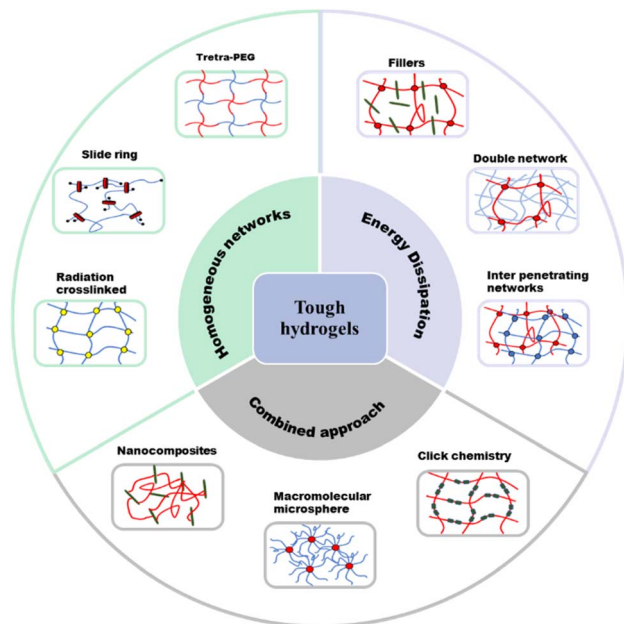 Tretra-PEG
Fillers
Slide ring
Double network
Radiation
crosslinked
Inter penetrating
networks
Homogeneous networks
Energy Dissipation
Tough
hydrogels
Combined approach
Nanocomposites
Macromolecular
microsphere
Click chemistry